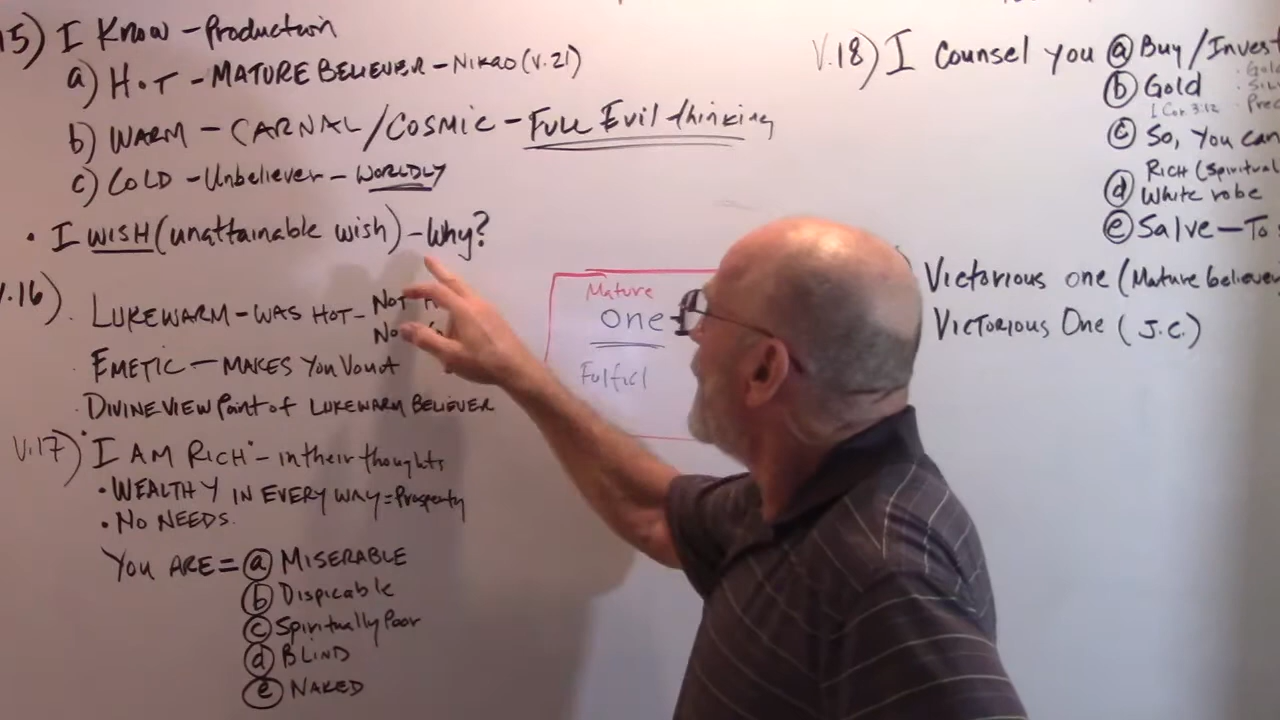 15) I Know - Production
a) HOT - MATURE BELIEVER - Nikao (V.21)
b) WARM - CARNAL/COSMIC - Full Evil thinking
c) COLD - Unbeliever - WORLDLY
• I WISH (unattainable wish) - Why?
V.16)
• LUKEWARM - WAS HOT - NOT
EMETIC - MAKES YOU Vomit
• DIVINE VIEW Point of LUKEWARM BELIEVER
V.17) "I AM RICH" - in their thoughts
• WEALTHY IN EVERY WAY = Prosperity
• NO NEEDS.
YOU ARE = (a) MISERABLE
(b) Dispicable
(c) Spiritually Poor
(d) BLIND
(e) NAKED
Mature
one
Fulfill
V.18) I Counsel you (a) Buy/Invest
(b) Gold
1 Cor 3:12
(c) So, You can
RICH (Spiritual
(d) White robe
(e) Salve - To
Victorious one (Mature believer
Victorious One (J.C.)